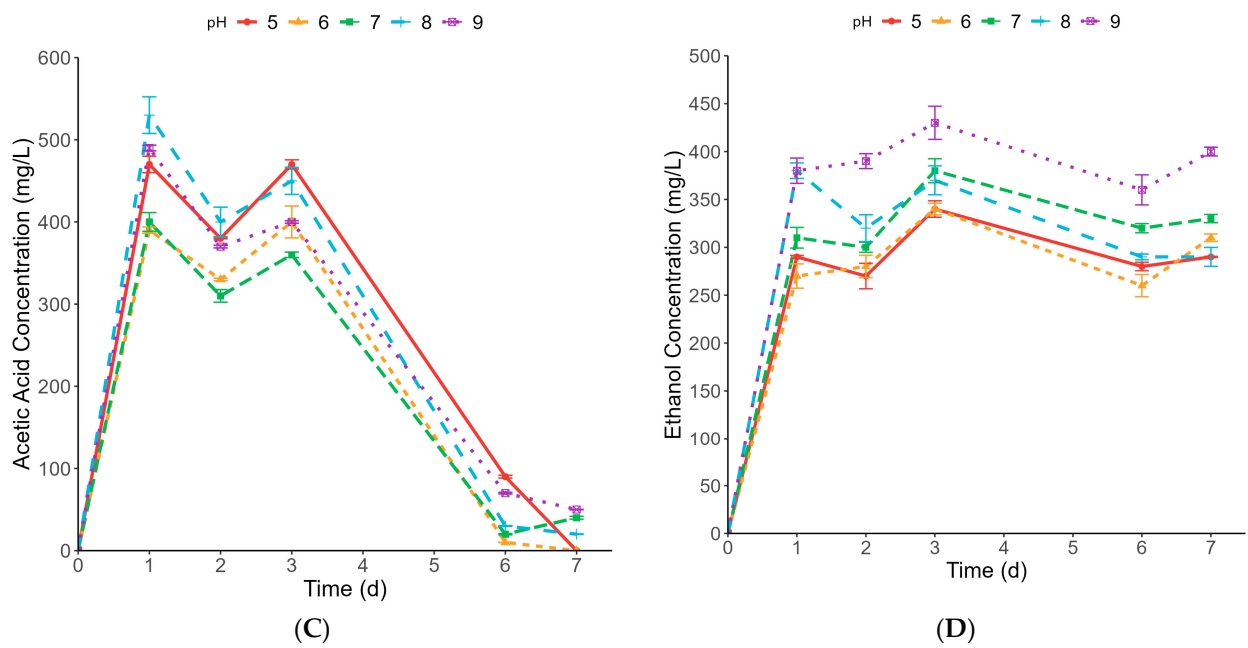 pH 5 6 7 8 9
Acetic Acid Concentration (mg/L)
600
500
400
300
200
100
0
0 1 2 3 4 5 6 7
Time (d)
(C)
pH 5 6 7 8 9
Ethanol Concentration (mg/L)
500
450
400
350
300
250
200
150
100
50
0
0 1 2 3 4 5 6 7
Time (d)
(D)